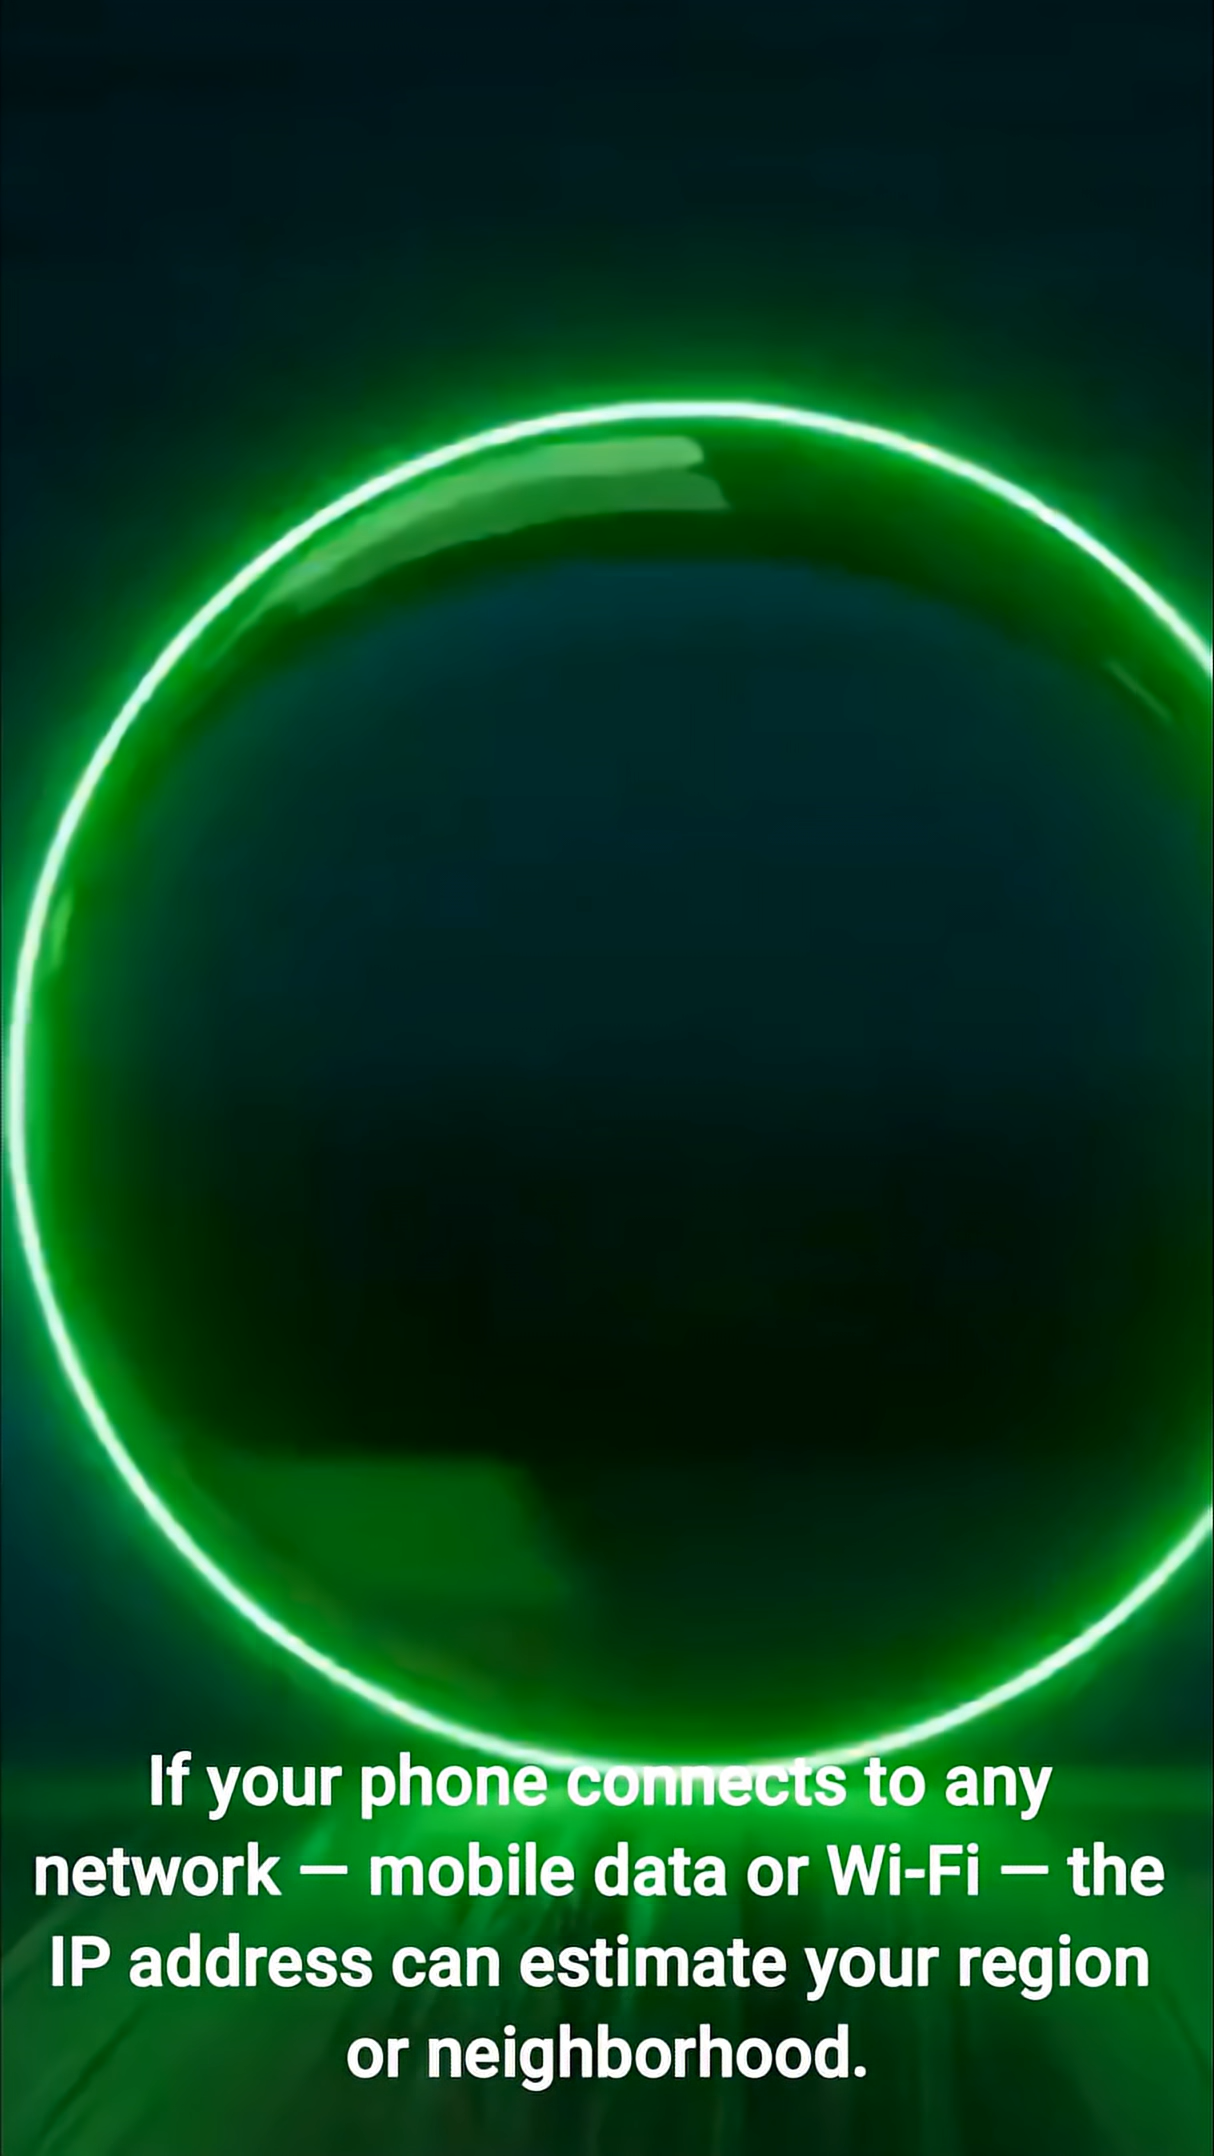 If your phone connects to any
network — mobile data or Wi-Fi — the
IP address can estimate your region
or neighborhood.